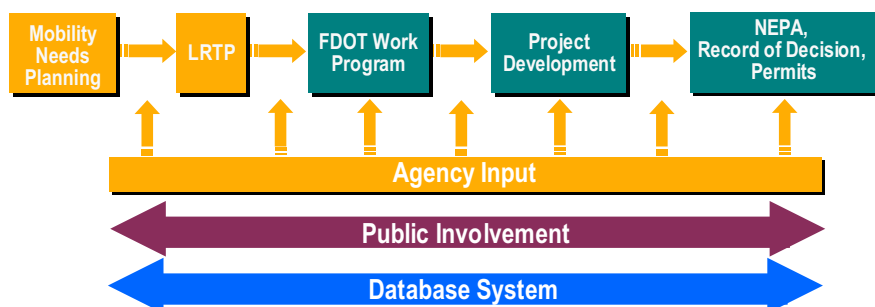 Mobility
Needs
Planning
LRTP
FDOT Work
Program
Project
Development
NEPA,
Record of Decision,
Permits
Agency Input
Public Involvement
Database System